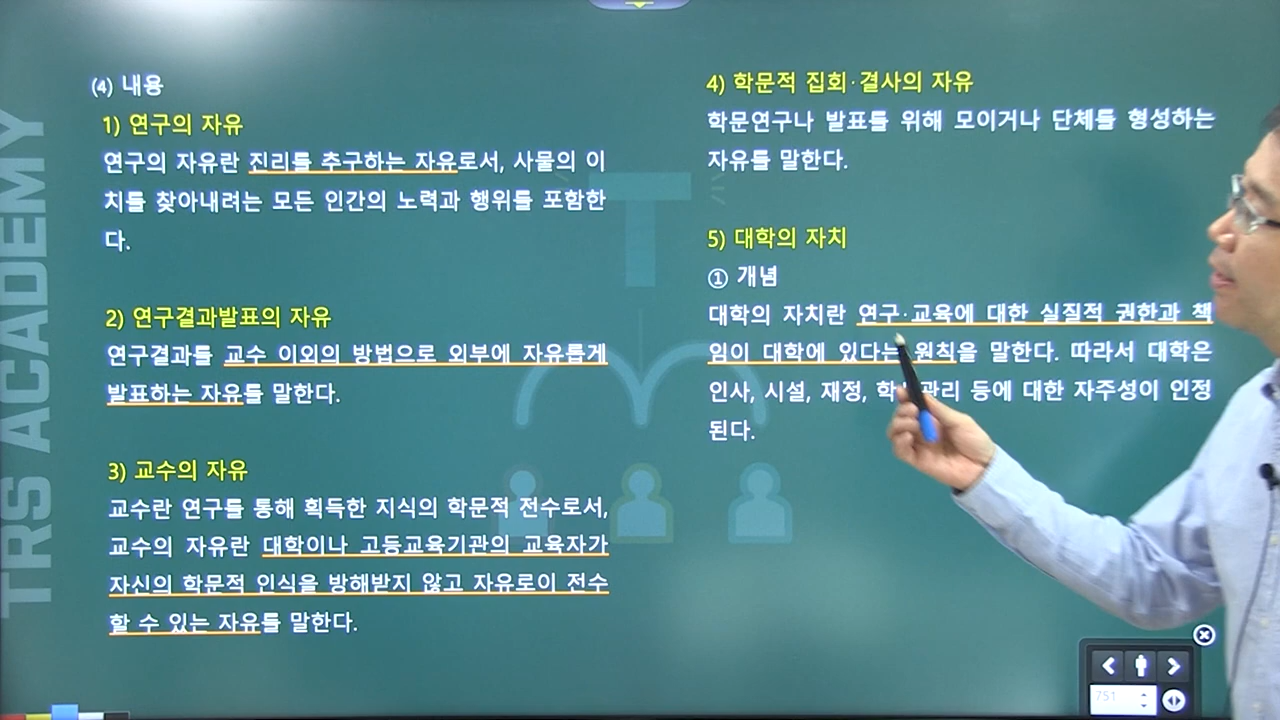 (4) 내용
1) 연구의 자유
연구의 자유란 진리를 추구하는 자유로서, 사물의 이
치를 찾아내려는 모든 인간의 노력과 행위를 포함한
다.
2) 연구결과발표의 자유
연구결과를 교수 이외의 방법으로 외부에 자유롭게
발표하는 자유를 말한다.
3) 교수의 자유
교수란 연구를 통해 획득한 지식의 학문적 전수로서,
교수의 자유란 대학이나 고등교육기관의 교육자가
자신의 학문적 인식을 방해받지 않고 자유로이 전수
할 수 있는 자유를 말한다.
4) 학문적 집회·결사의 자유
학문연구나 발표를 위해 모이거나 단체를 형성하는
자유를 말한다.
5) 대학의 자치
① 개념
대학의 자치란 연구·교육에 대한 실질적 권한과 책
임이 대학에 있다는 원칙을 말한다. 따라서 대학은
인사, 시설, 재정, 등에 대한 자주성이 인정
된다.
TRS ACADEMY
751